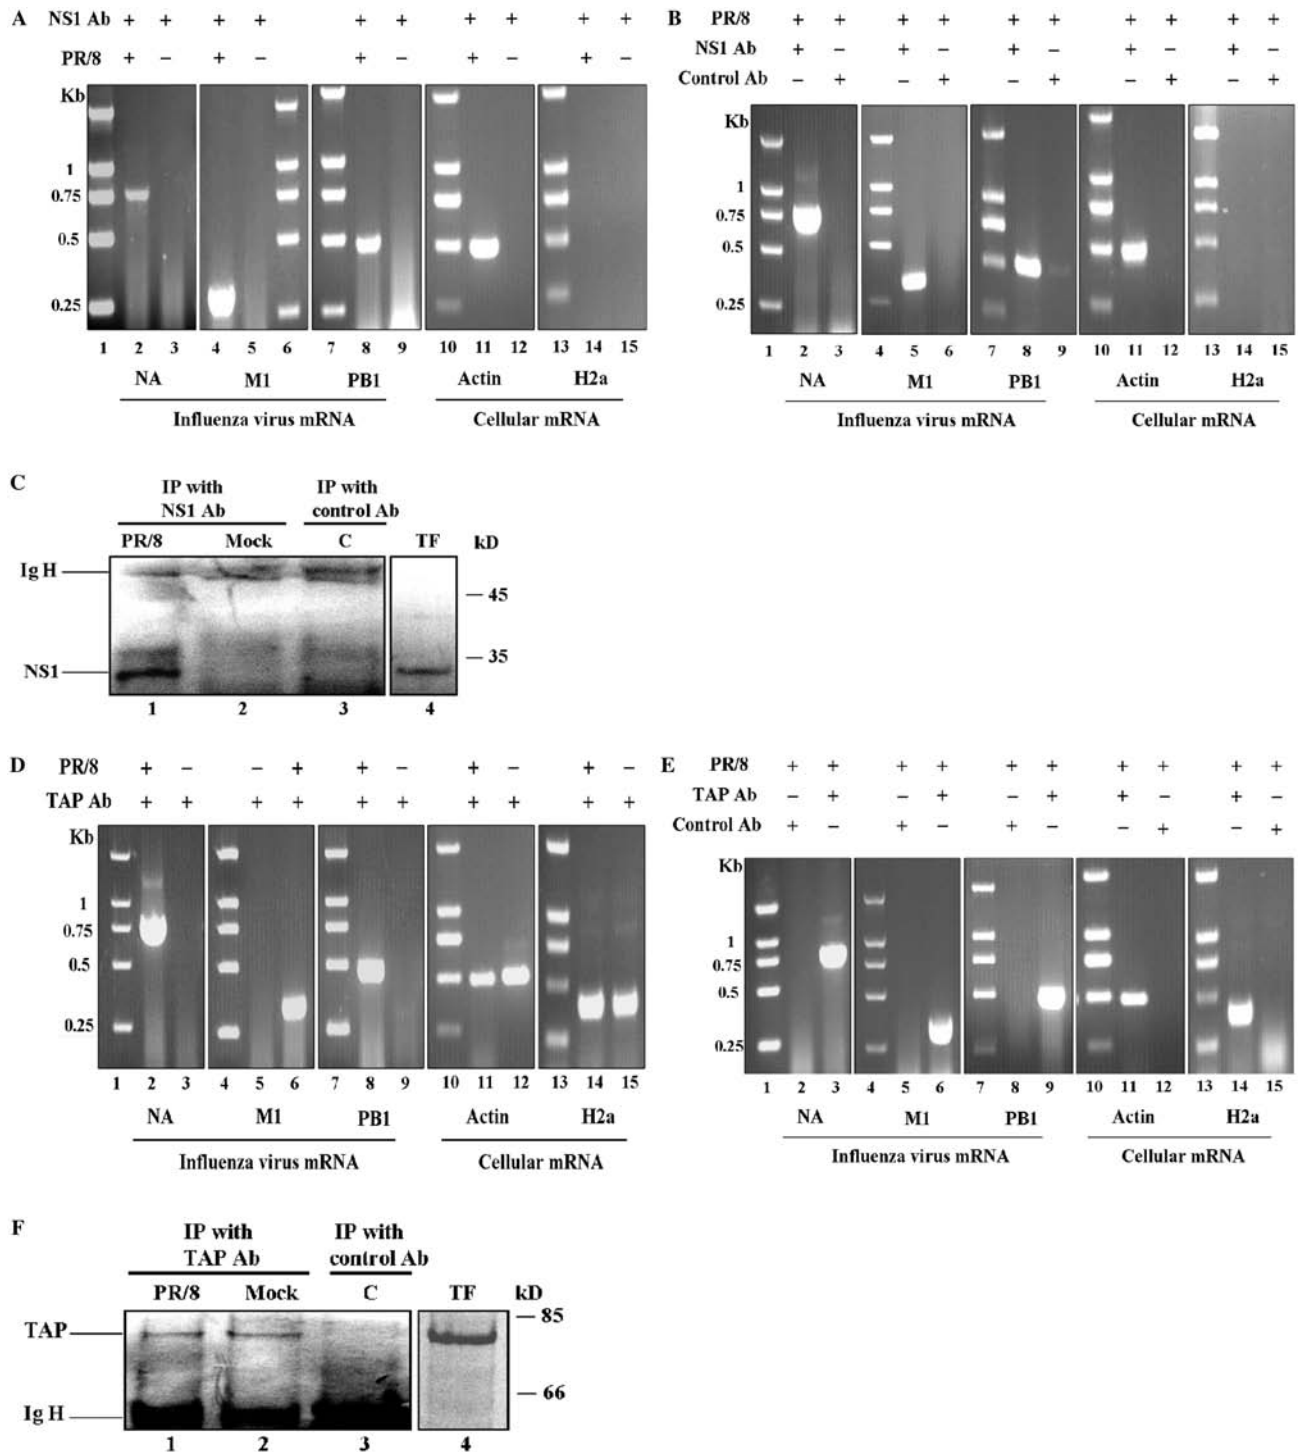 A
NS1 Ab + + + + + + + + + +
PR/8 + – + – + – + – + –
Kb
1
0.75
0.5
0.25
1 2 3 4 5 6 7 8 9 10 11 12 13 14 15
NA M1 PB1 Actin H2a
Influenza virus mRNA Cellular mRNA
B
PR/8 + + + + + + + + + +
NS1 Ab + – + – + – + – + –
Control Ab – + – + – + – + – +
Kb
1
0.75
0.5
0.25
1 2 3 4 5 6 7 8 9 10 11 12 13 14 15
NA M1 PB1 Actin H2a
Influenza virus mRNA Cellular mRNA
C
IP with NS1 Ab
IP with control Ab
PR/8 Mock C TF kD
Ig H
45
35
NS1
1 2 3 4
D
PR/8 + – – + + – + – + –
TAP Ab + + + + + + + + + +
Kb
1
0.75
0.5
0.25
1 2 3 4 5 6 7 8 9 10 11 12 13 14 15
NA M1 PB1 Actin H2a
Influenza virus mRNA Cellular mRNA
E
PR/8 + + + + + + + + + +
TAP Ab – + – + – + + – + –
Control Ab + – + – + – – + – +
Kb
1
0.75
0.5
0.25
1 2 3 4 5 6 7 8 9 10 11 12 13 14 15
NA M1 PB1 Actin H2a
Influenza virus mRNA Cellular mRNA
F
IP with TAP Ab
IP with control Ab
PR/8 Mock C TF kD
85
TAP
66
Ig H
1 2 3 4